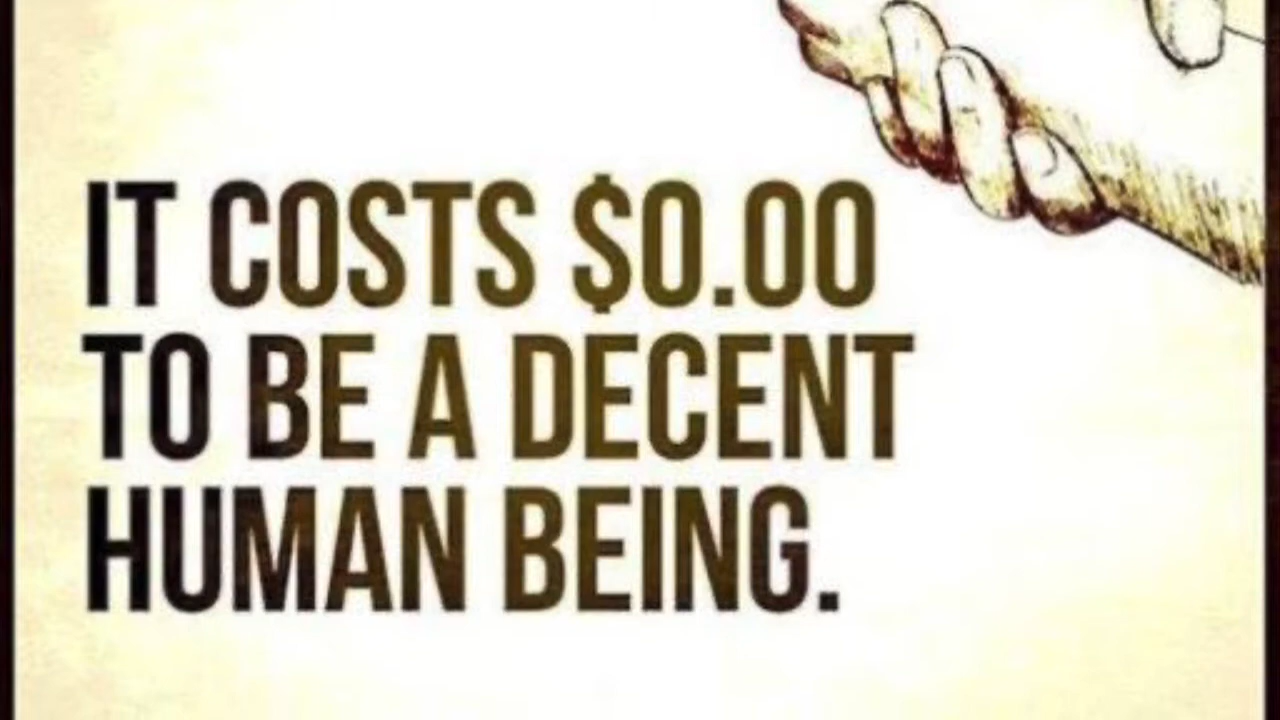 IT COSTS $0.00
TO BE A DECENT
HUMAN BEING.